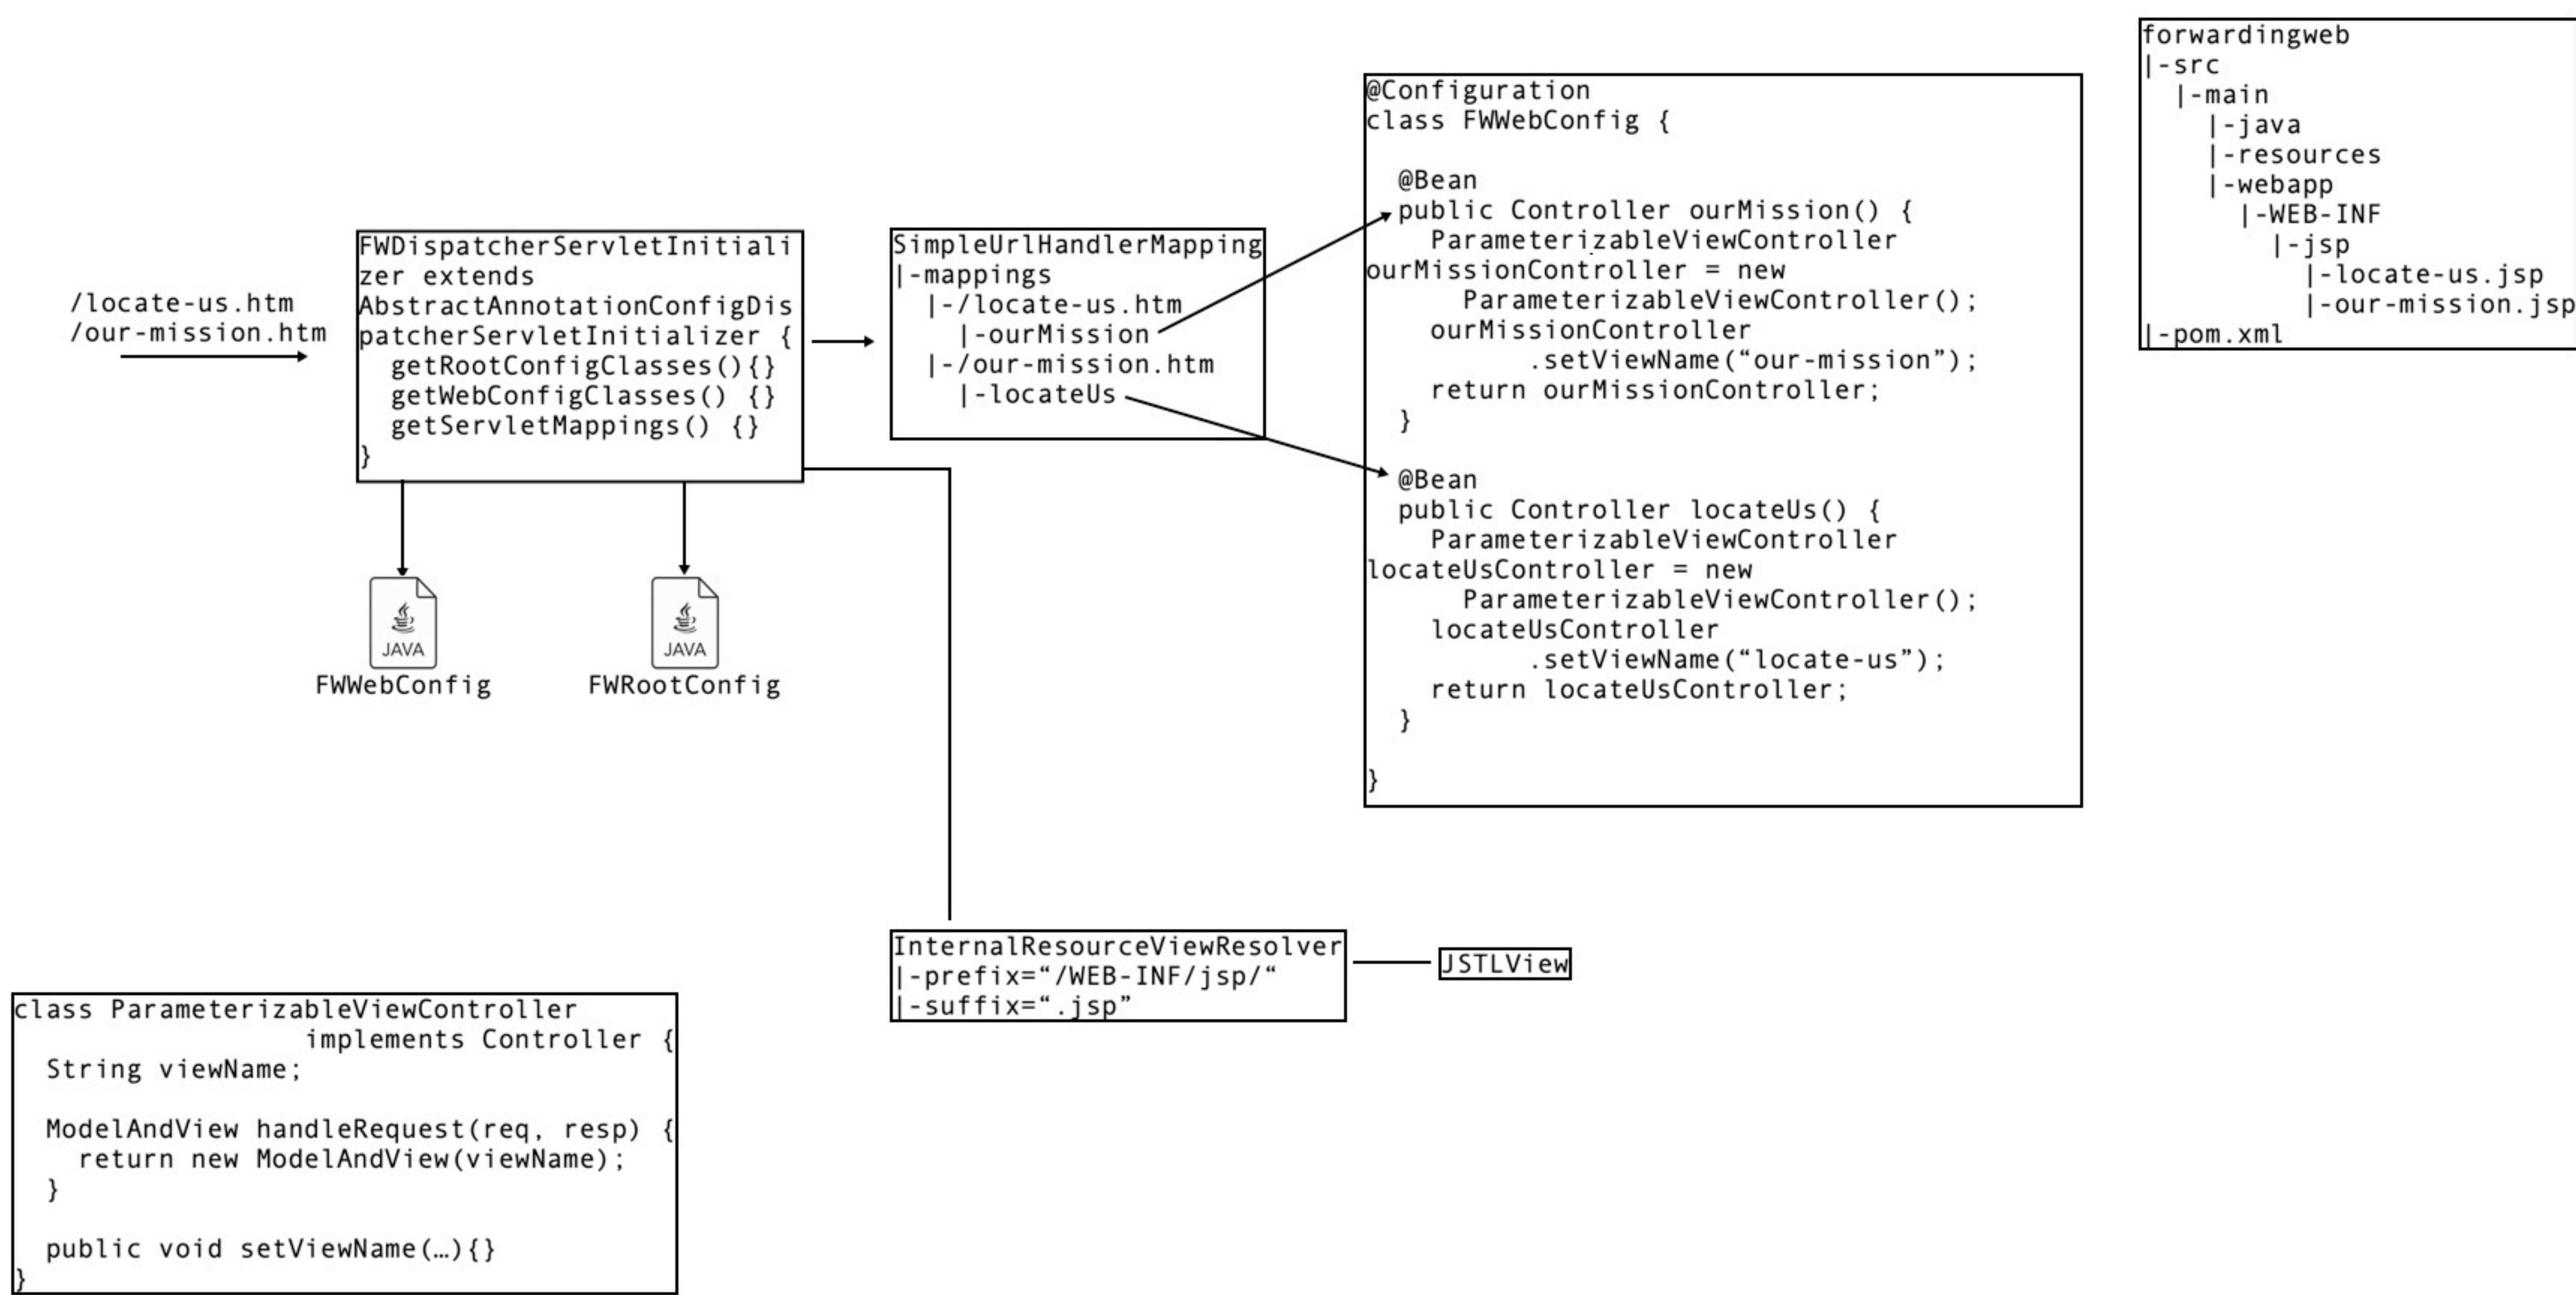 /locate-us.htm
/our-mission.htm
FWDispatcherServletInitiali
zer extends
AbstractAnnotationConfigDis
patcherServletInitializer {
  getRootConfigClasses(){}
  getWebConfigClasses() {}
  getServletMappings() {}
}
JAVA
FWWebConfig
JAVA
FWRootConfig
SimpleUrlHandlerMapping
|-mappings
  |-/locate-us.htm
    |-ourMission
  |-/our-mission.htm
    |-locateUs
@Configuration
class FWWebConfig {
  @Bean
  public Controller ourMission() {
    ParameterizableViewController
ourMissionController = new
      ParameterizableViewController();
    ourMissionController
          .setViewName(“our-mission”);
    return ourMissionController;
  }
  @Bean
  public Controller locateUs() {
    ParameterizableViewController
locateUsController = new
      ParameterizableViewController();
    locateUsController
          .setViewName(“locate-us”);
    return locateUsController;
  }
}
forwardingweb
|-src
  |-main
    |-java
    |-resources
    |-webapp
      |-WEB-INF
        |-jsp
          |-locate-us.jsp
          |-our-mission.jsp
|-pom.xml
InternalResourceViewResolver
|-prefix=“/WEB-INF/jsp/“
|-suffix=“.jsp”
JSTLView
class ParameterizableViewController
                  implements Controller {
  String viewName;
  ModelAndView handleRequest(req, resp) {
    return new ModelAndView(viewName);
  }
  public void setViewName(…){}
}